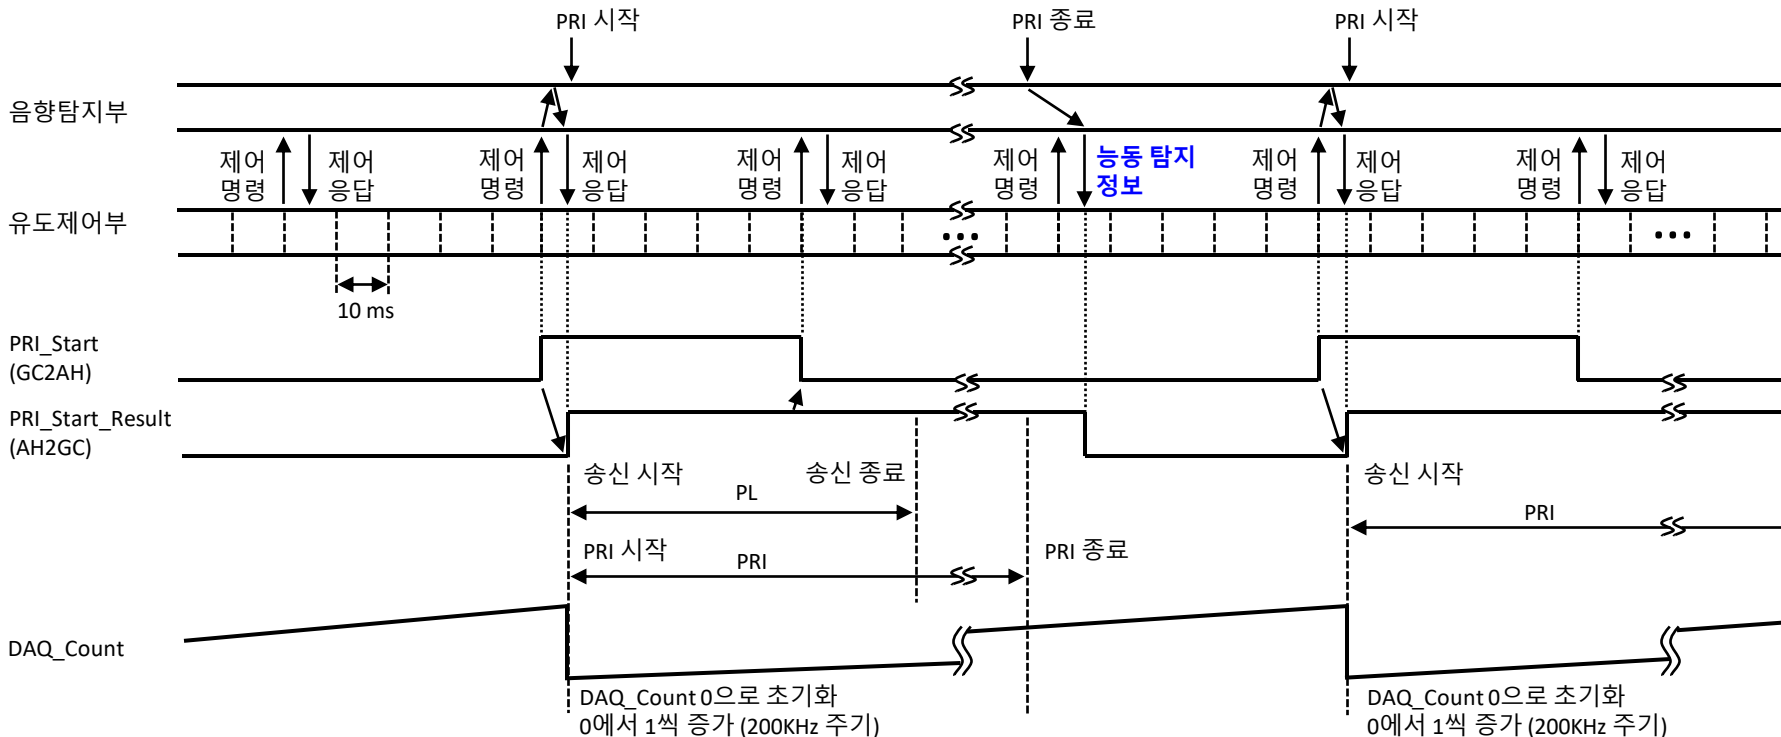 PRI 시작
PRI 종료
PRI 시작
음향탐지부
제어
명령
제어
응답
제어
명령
제어
응답
제어
명령
제어
응답
제어
명령
능동 탐지
정보
제어
명령
제어
응답
제어
명령
제어
응답
유도제어부
...
...
10 ms
PRI_Start
(GC2AH)
PRI_Start_Result
(AH2GC)
송신 시작
송신 종료
송신 시작
PL
PRI
PRI 시작
PRI
PRI 종료
DAQ_Count
DAQ_Count 0으로 초기화
0에서 1씩 증가 (200KHz 주기)
DAQ_Count 0으로 초기화
0에서 1씩 증가 (200KHz 주기)